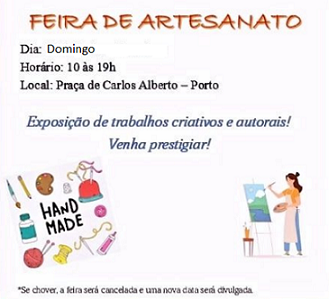 FEIRA DE ARTESANATO
Dia: Domingo
Horário: 10 às 19h
Local: Praça de Carlos Alberto – Porto
Exposição de trabalhos criativos e autorais!
Venha prestigiar!
HAND
MADE
*Se chover, a feira será cancelada e uma nova data será divulgada.